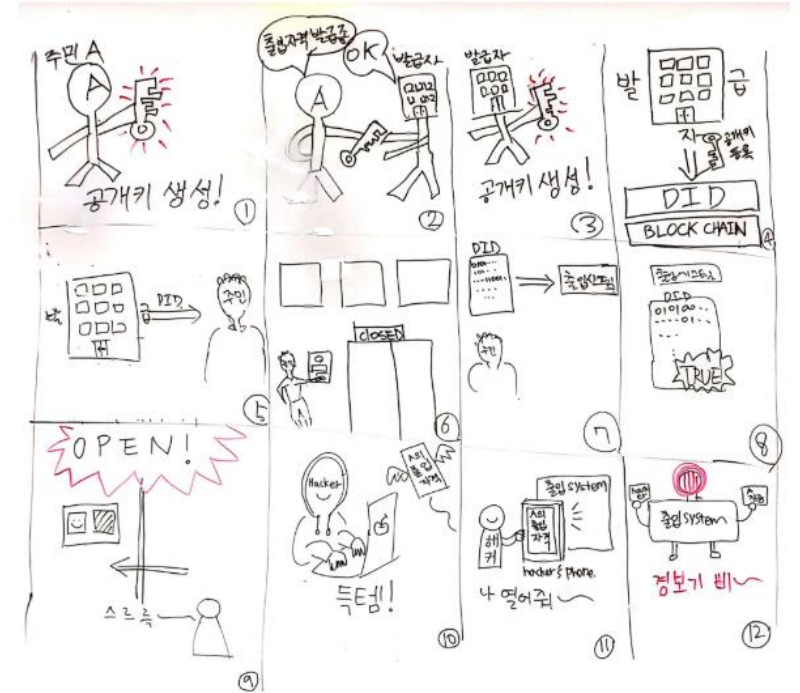 주민 A
A
공개키 생성!
①
출입자격 발급좀
OK
발급자
A
②
발급자
공개키 생성!
③
발 급
자
공개키
등록
DID
BLOCK CHAIN
④
발 급
DID
주민
⑤
CLOSED
주민
⑥
DID
출입시스템
주민
⑦
출입시스템
DID
TRUE
⑧
OPEN!
스르륵
⑨
Hacker
A의
출입
자격
득템!
⑩
출입 system
A의
출입
자격
해
커
hacker's phone.
나 열어줘~
⑪
hack
er
출입 system
경보기 삐~
⑫